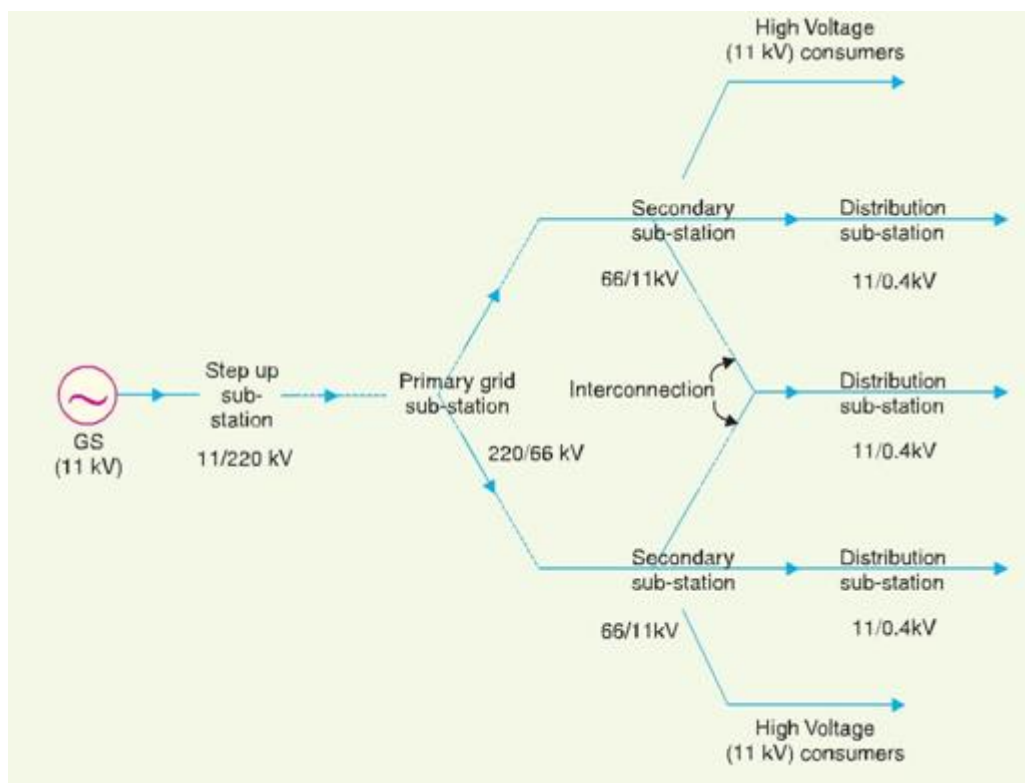 High Voltage
(11 kV) consumers
Secondary
sub-station
66/11kV
Distribution
sub-station
11/0.4kV
GS
(11 kV)
Step up
sub-
station
11/220 kV
Primary grid
sub-station
220/66 kV
Interconnection
Distribution
sub-station
11/0.4kV
Secondary
sub-station
66/11kV
Distribution
sub-station
11/0.4kV
High Voltage
(11 kV) consumers